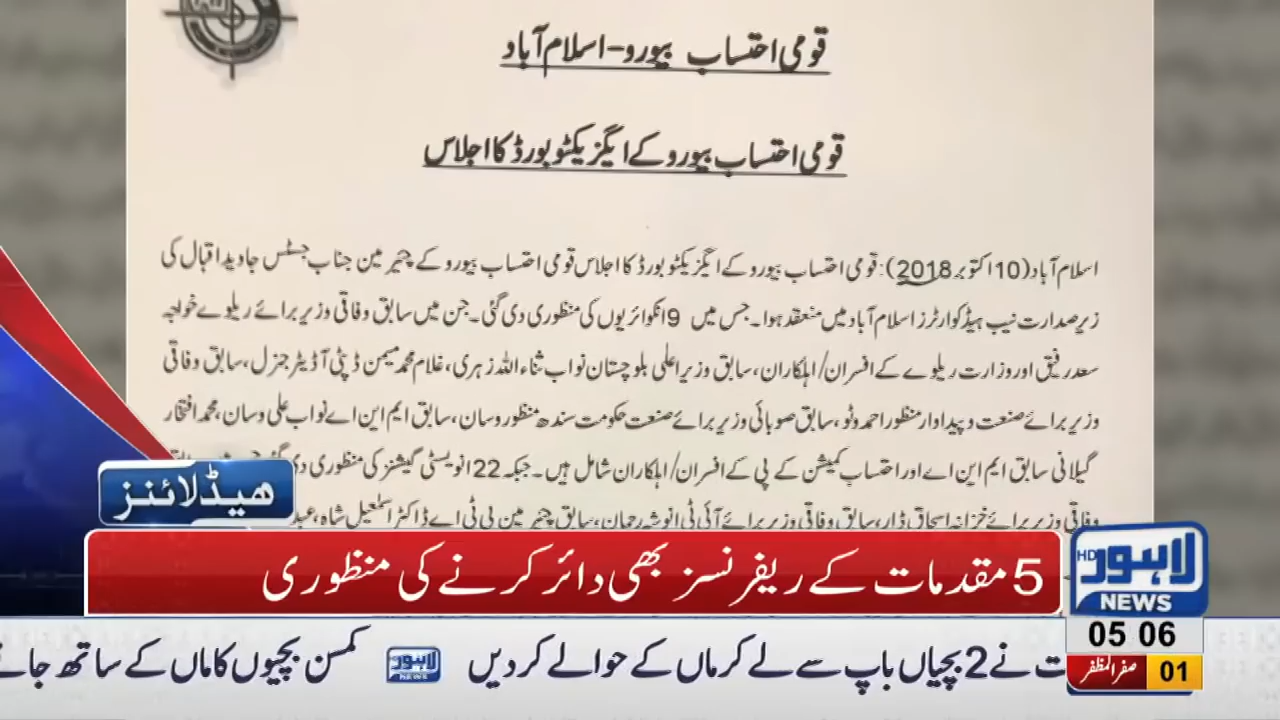 قومی احتساب بیورو-اسلام آباد
قومی احتساب بیورو کے ایگزیکٹو بورڈ کا اجلاس
اسلام آباد (10 اکتوبر 2018): قومی احتساب بیورو کے ایگزیکٹو بورڈ کا اجلاس قومی احتساب بیورو کے چئیرمین جناب جسٹس جاوید اقبال کی
زیر صدارت نیب ہیڈکوارٹرز اسلام آباد میں منعقد ہوا۔ جس میں 9 انکوائریوں کی منظوری دی گئی۔ جن میں سابق وفاقی وزیر برائے ریلوے خواجہ
سعد رفیق اور وزارت ریلوے کے افسران/اہلکاران، سابق وزیر اعلی بلوچستان نواب ثناء اللہ زہری، غلام محمد میمن ڈپٹی آڈیٹر جنرل، سابق وفاقی
وزیر برائے صنعت و پیداوار منظور احمد وٹو، سابق صوبائی وزیر برائے صنعت حکومت سندھ منظور وسان، سابق ایم این اے نواب علی وسان، محمد افتخار
گیلانی سابق ایم این اے اور احتساب کمیشن کے پی کے افسران/اہلکاران شامل ہیں۔ جبکہ 22 انویسٹی گیشنز کی منظوری دی
وفاقی وزیر برائے خزانہ اسحاق ڈار، سابق وفاقی وزیر برائے آئی ٹی انوشہ رحمان، سابق چئیرمین پی ٹی اے ڈاکٹر اسمعیل شاہ،
ہیڈلائنز
5 مقدمات کے ریفرنسز بھی دائر کرنے کی منظوری
HD لاہور
NEWS
05 06
01 صفر المظفر
نے 2 بچیاں باپ سے لے کر ماں کے حوالے کردیں لاہور NEWS کمسن بچیوں کا ماں کے ساتھ